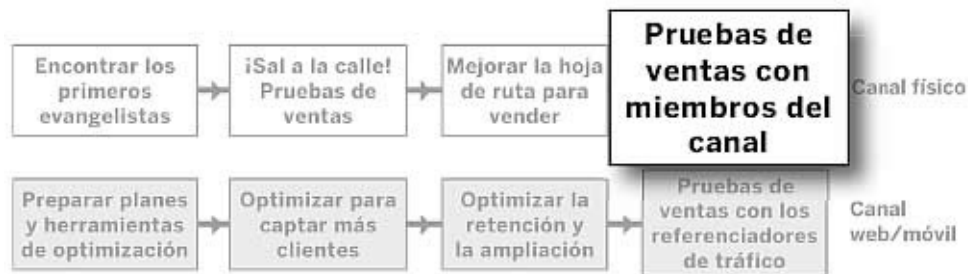 Encontrar los
primeros
evangelistas
¡Sal a la calle!
Pruebas de
ventas
Mejorar la hoja
de ruta para
vender
Pruebas de
ventas con
miembros del
canal
Canal físico
Preparar planes
y herramientas
de optimización
Optimizar para
captar más
clientes
Optimizar la
retención y
la ampliación
Pruebas de
ventas con los
referenciadores
de tráfico
Canal
web/móvil